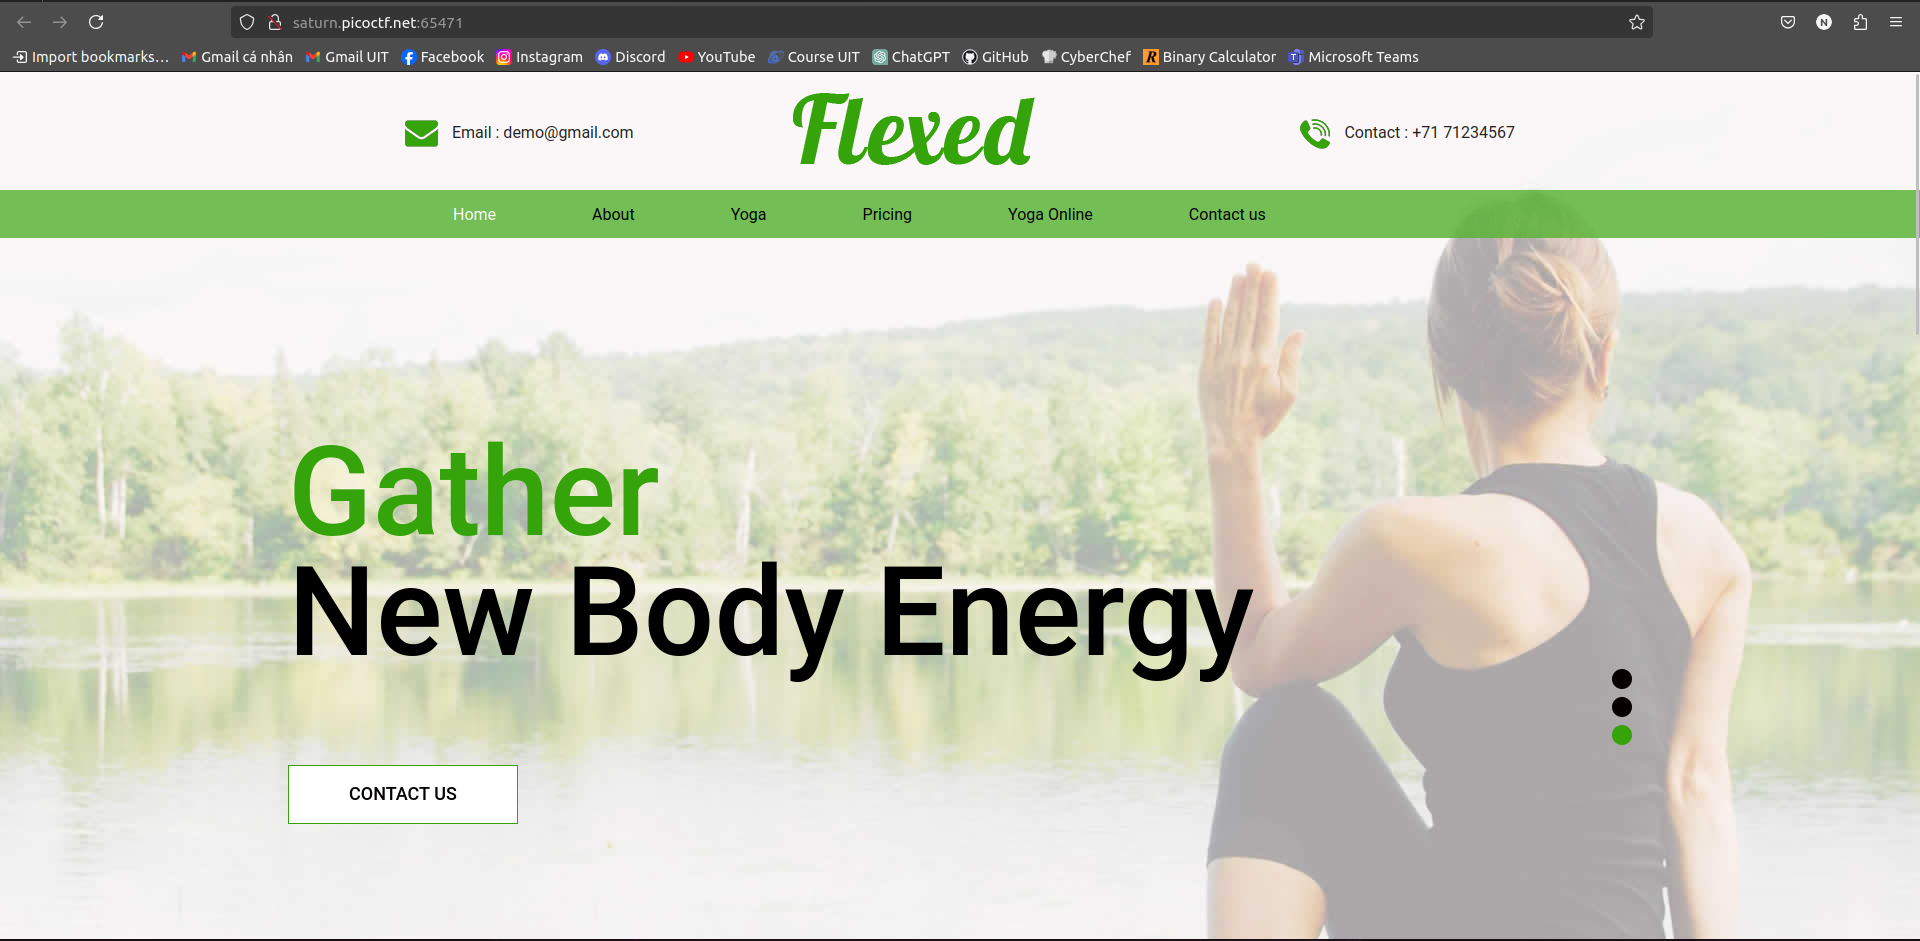 saturn.picoctf.net:65471
N
Import bookmarks... Gmail cá nhân Gmail UIT Facebook Instagram Discord YouTube Course UIT ChatGPT GitHub CyberChef R Binary Calculator Microsoft Teams
Email : demo@gmail.com
Flexed
Contact : +71 71234567
Home About Yoga Pricing Yoga Online Contact us
Gather
New Body Energy
CONTACT US